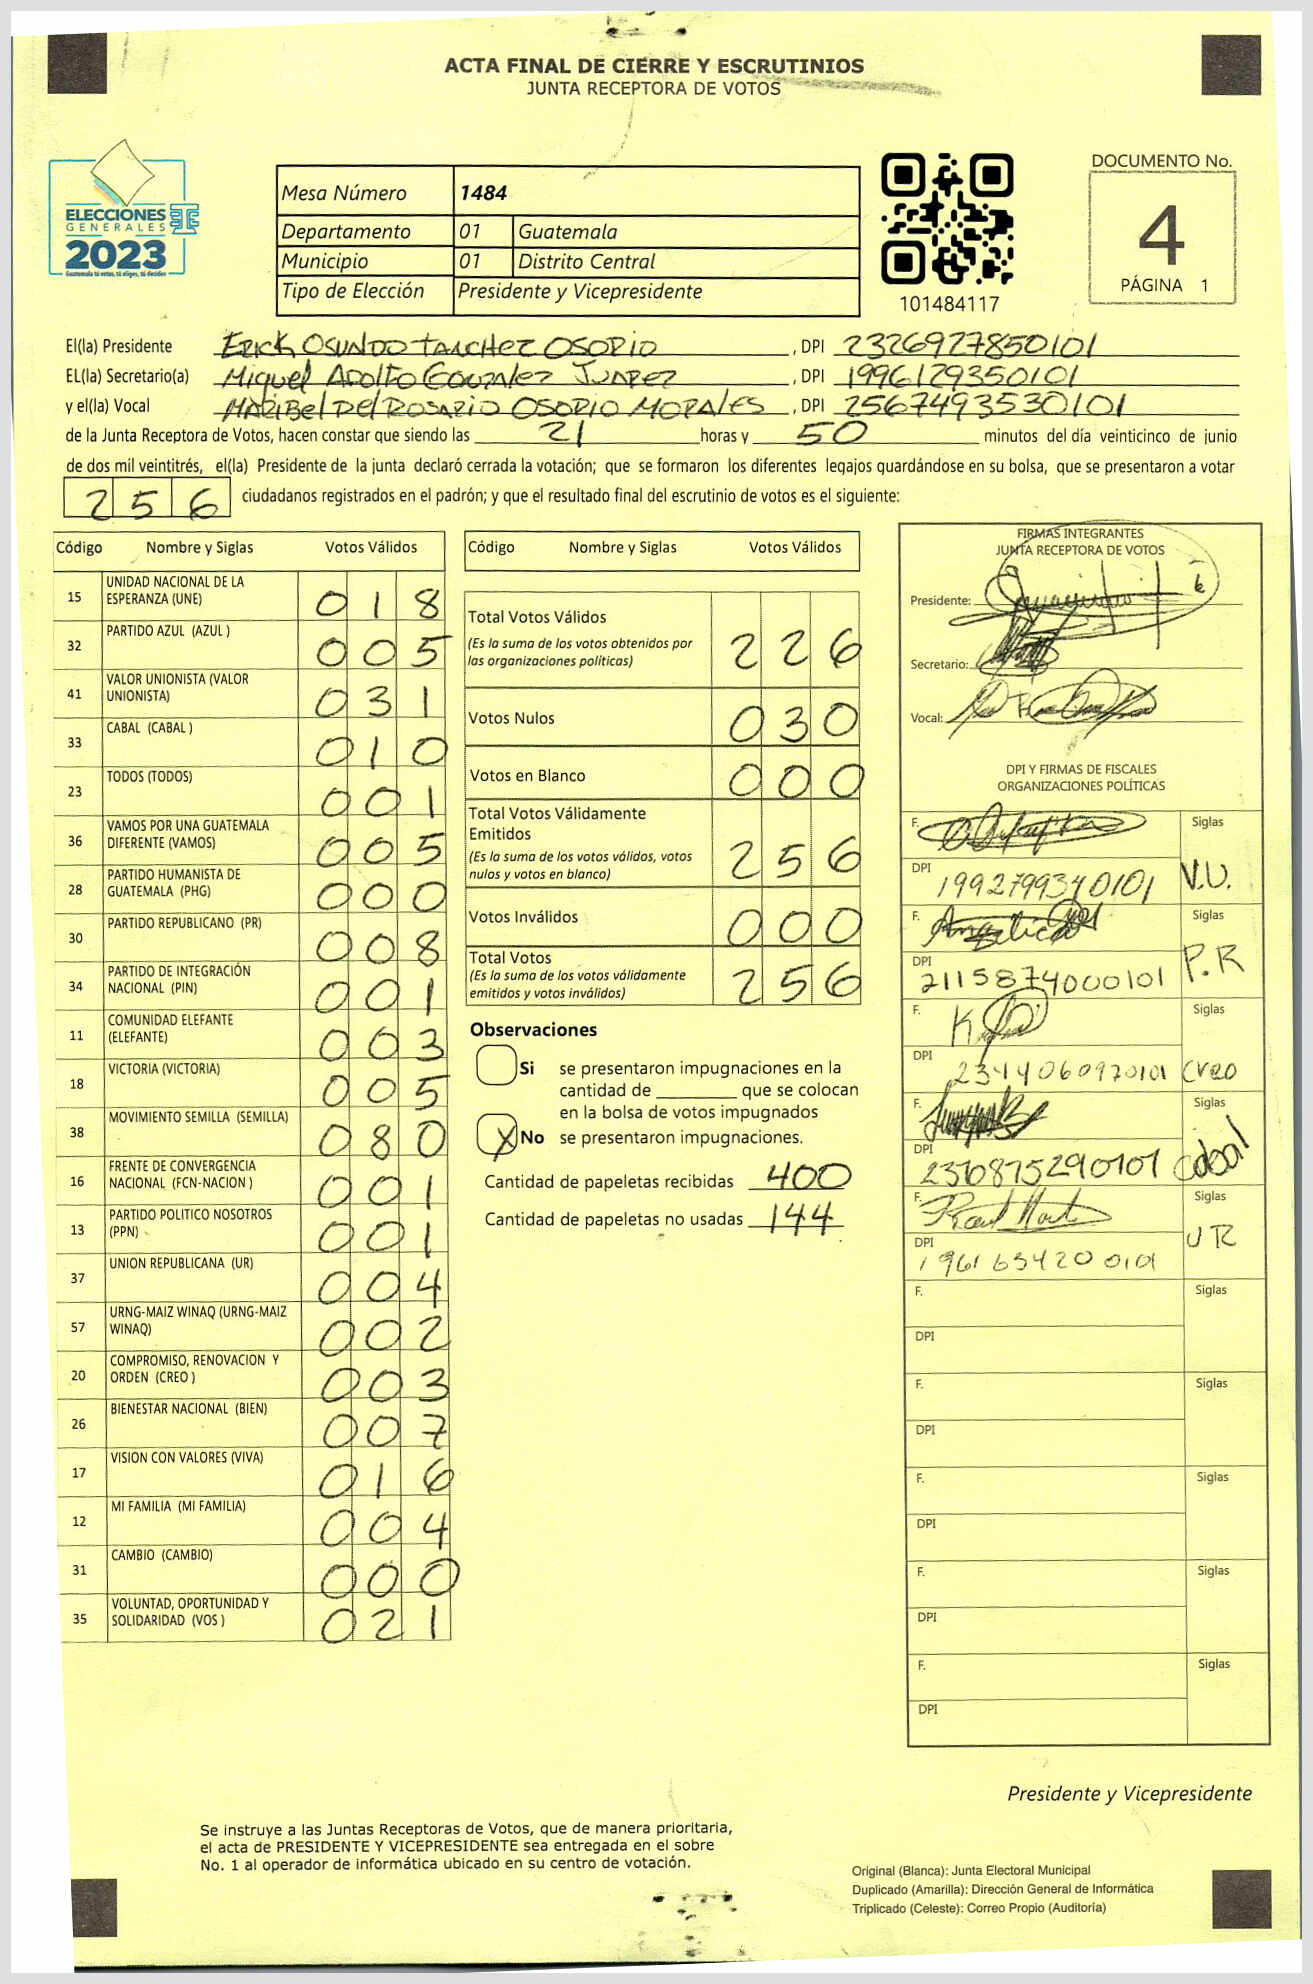 ACTA FINAL DE CIERRE Y ESCRUTINIOS
JUNTA RECEPTORA DE VOTOS
ELECCIONES
GENERALES
2023
Guatemala tú votas, tú eliges, tú decides
Mesa Número 1484
Departamento 01 Guatemala
Municipio 01 Distrito Central
Tipo de Elección Presidente y Vicepresidente
101484117
DOCUMENTO No.
4
PÁGINA 1
El(la) Presidente ERICK OSUNDO TANCHEZ OSORIO , DPI 2326927850101
EL(la) Secretario(a) Miguel ADOLFO GONZALEZ JUAREZ , DPI 1996129350101
y el(la) Vocal MARIBEL DEL ROSARIO OSORIO MORALES , DPI 2567493530101
de la Junta Receptora de Votos, hacen constar que siendo las 21 horas y 50 minutos del día veinticinco de junio
de dos mil veintitrés, el(la) Presidente de la junta declaró cerrada la votación; que se formaron los diferentes legajos guardándose en su bolsa, que se presentaron a votar
256 ciudadanos registrados en el padrón; y que el resultado final del escrutinio de votos es el siguiente:
Código Nombre y Siglas Votos Válidos
15 UNIDAD NACIONAL DE LA ESPERANZA (UNE) 018
32 PARTIDO AZUL (AZUL ) 005
41 VALOR UNIONISTA (VALOR UNIONISTA) 031
33 CABAL (CABAL ) 010
23 TODOS (TODOS) 001
36 VAMOS POR UNA GUATEMALA DIFERENTE (VAMOS) 005
28 PARTIDO HUMANISTA DE GUATEMALA (PHG) 000
30 PARTIDO REPUBLICANO (PR) 008
34 PARTIDO DE INTEGRACIÓN NACIONAL (PIN) 001
11 COMUNIDAD ELEFANTE (ELEFANTE) 003
18 VICTORIA (VICTORIA) 005
38 MOVIMIENTO SEMILLA (SEMILLA) 080
16 FRENTE DE CONVERGENCIA NACIONAL (FCN-NACION ) 001
13 PARTIDO POLITICO NOSOTROS (PPN) 001
37 UNION REPUBLICANA (UR) 004
57 URNG-MAIZ WINAQ (URNG-MAIZ WINAQ) 002
20 COMPROMISO, RENOVACION Y ORDEN (CREO ) 003
26 BIENESTAR NACIONAL (BIEN) 007
17 VISION CON VALORES (VIVA) 016
12 MI FAMILIA (MI FAMILIA) 004
31 CAMBIO (CAMBIO) 000
35 VOLUNTAD, OPORTUNIDAD Y SOLIDARIDAD (VOS ) 021
Código Nombre y Siglas Votos Válidos
Total Votos Válidos
(Es la suma de los votos obtenidos por las organizaciones políticas) 226
Votos Nulos 030
Votos en Blanco 000
Total Votos Válidamente Emitidos
(Es la suma de los votos válidos, votos nulos y votos en blanco) 256
Votos Inválidos 000
Total Votos
(Es la suma de los votos válidamente emitidos y votos inválidos) 256
Observaciones
Si se presentaron impugnaciones en la
cantidad de ________ que se colocan
en la bolsa de votos impugnados
X No se presentaron impugnaciones.
Cantidad de papeletas recibidas 400
Cantidad de papeletas no usadas 144
FIRMAS INTEGRANTES
JUNTA RECEPTORA DE VOTOS
Presidente:
Secretario:
Vocal:
DPI Y FIRMAS DE FISCALES
ORGANIZACIONES POLÍTICAS
F. Siglas
DPI 1992799340101 V.U.
F. Siglas
DPI 2115874000101 P.R
F. Siglas
DPI 2344060970101 Creo
F. Siglas
DPI 2310875290101 Cabal
F. Siglas
DPI 1961654200101 UR
F. Siglas
DPI
F. Siglas
DPI
F. Siglas
DPI
F. Siglas
DPI
F. Siglas
DPI
Presidente y Vicepresidente
Se instruye a las Juntas Receptoras de Votos, que de manera prioritaria,
el acta de PRESIDENTE Y VICEPRESIDENTE sea entregada en el sobre
No. 1 al operador de informática ubicado en su centro de votación.
Original (Blanca): Junta Electoral Municipal
Duplicado (Amarilla): Dirección General de Informática
Triplicado (Celeste): Correo Propio (Auditoría)